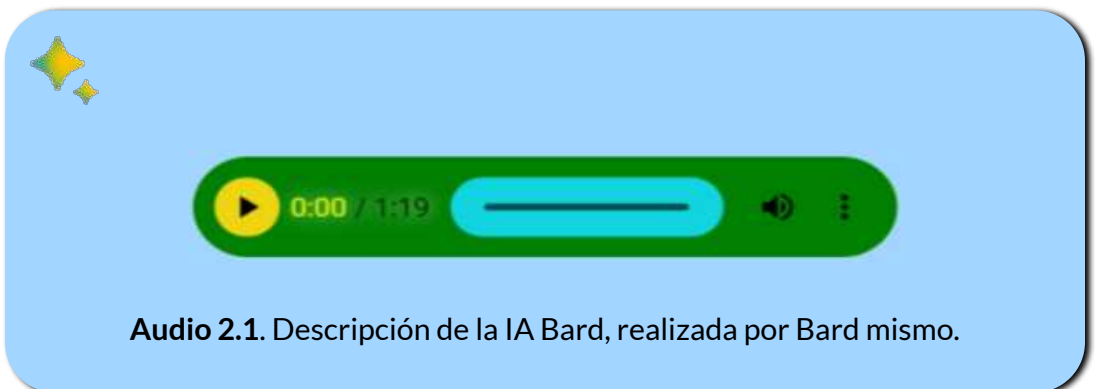 0:00 / 1:19
Audio 2.1. Descripción de la IA Bard, realizada por Bard mismo.